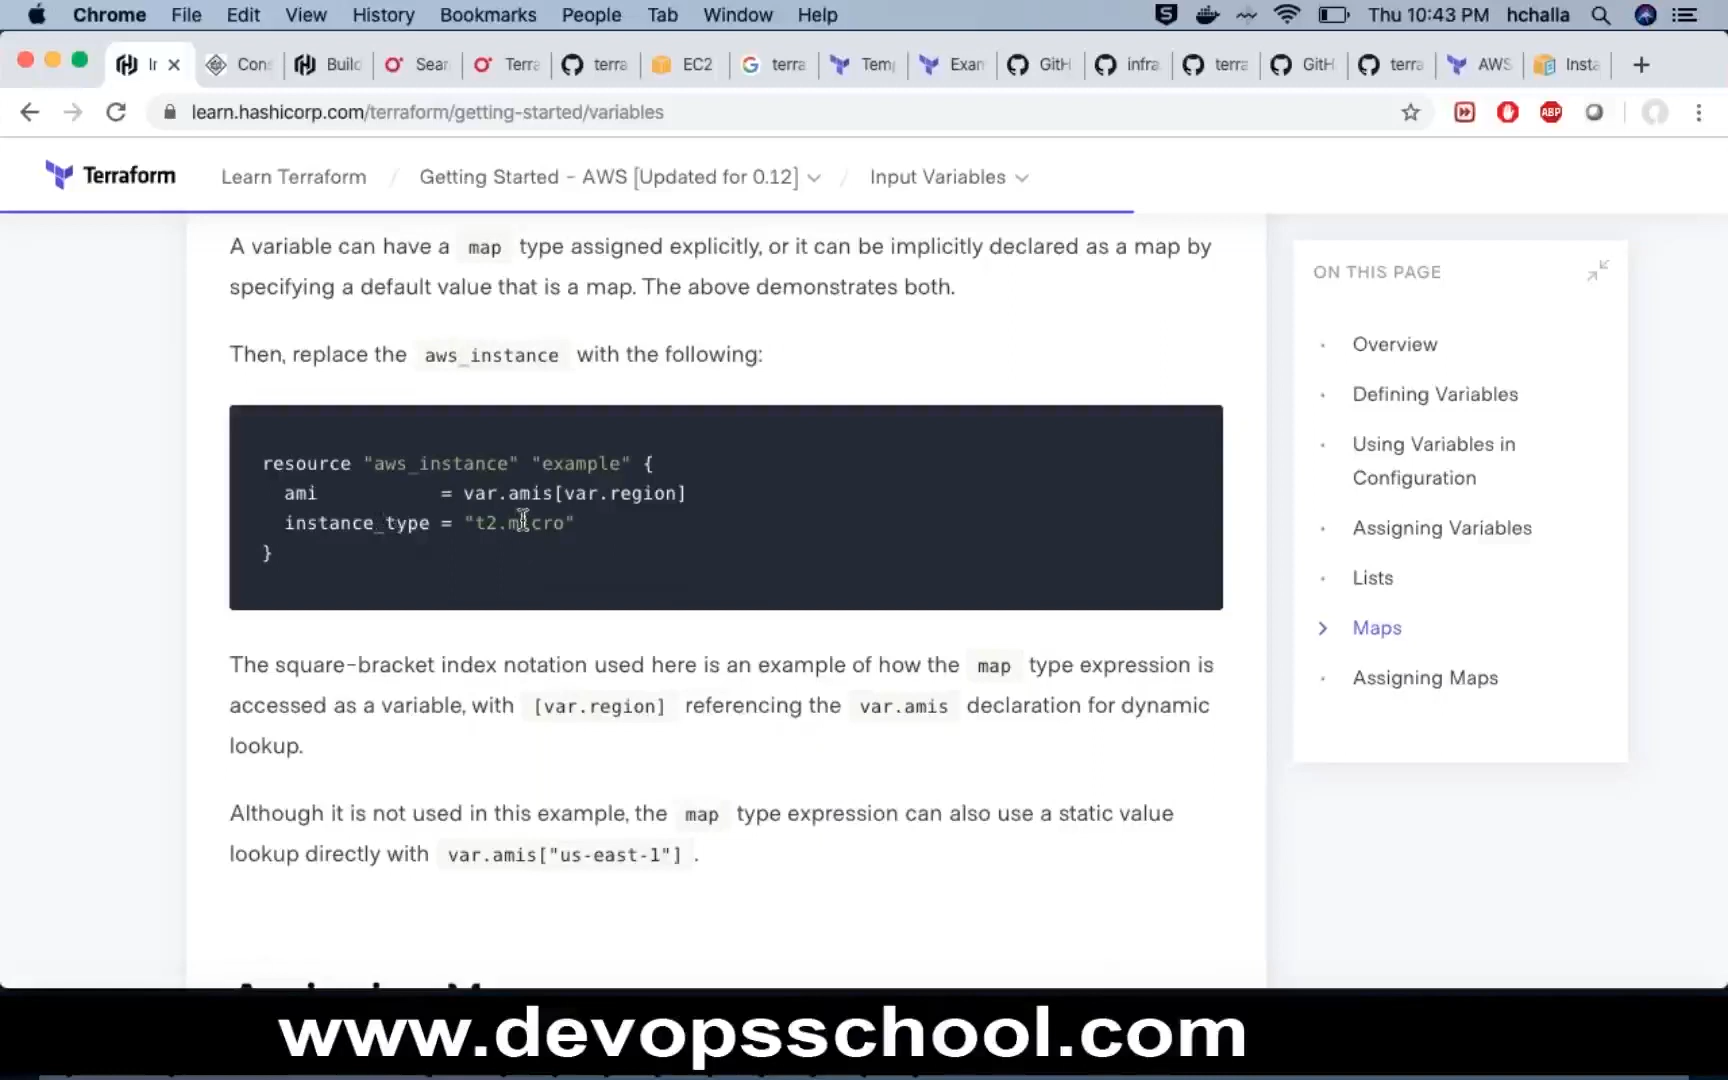 Chrome File Edit View History Bookmarks People Tab Window Help Thu 10:43 PM hchalla
Ir Con Build Sear Terra terra EC2 terra Temp Exam GitH infra terra GitH terra AWS Insta
learn.hashicorp.com/terraform/getting-started/variables ABP
Terraform Learn Terraform / Getting Started - AWS [Updated for 0.12] / Input Variables
A variable can have a map type assigned explicitly, or it can be implicitly declared as a map by
specifying a default value that is a map. The above demonstrates both.
Then, replace the aws_instance with the following:
resource "aws_instance" "example" {
ami = var.amis[var.region]
instance_type = "t2.micro"
}
The square-bracket index notation used here is an example of how the map type expression is
accessed as a variable, with [var.region] referencing the var.amis declaration for dynamic
lookup.
Although it is not used in this example, the map type expression can also use a static value
lookup directly with var.amis["us-east-1"] .
ON THIS PAGE
Overview
Defining Variables
Using Variables in
Configuration
Assigning Variables
Lists
Maps
Assigning Maps
www.devopsschool.com